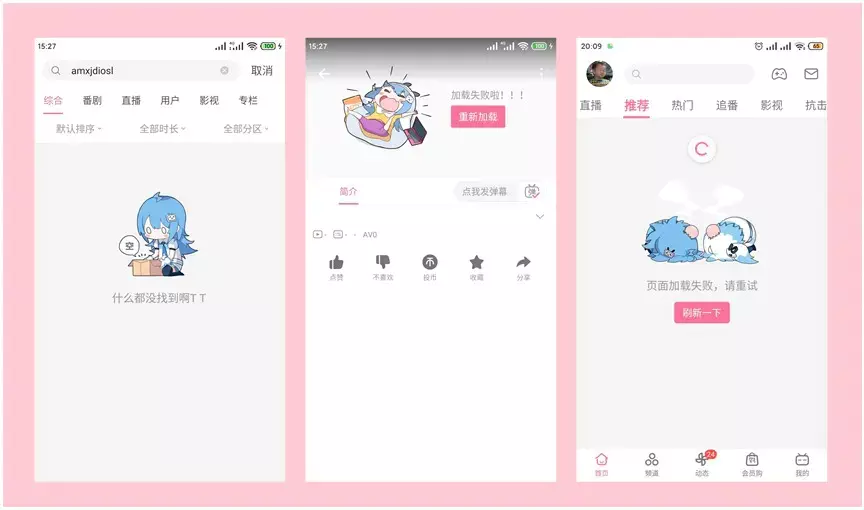 15:27
4G
100
amxjdiosl
取消
综合 番剧 直播 用户 影视 专栏
默认排序 全部时长 全部分区
空
什么都没找到啊T T
15:27
4G
100
加载失败啦！！！
重新加载
简介
点我发弹幕
弹
AV0
点赞 不喜欢 投币 收藏 分享
20:09
65
直播 推荐 热门 追番 影视 抗击
页面加载失败，请重试
刷新一下
24
首页 频道 动态 会员购 我的